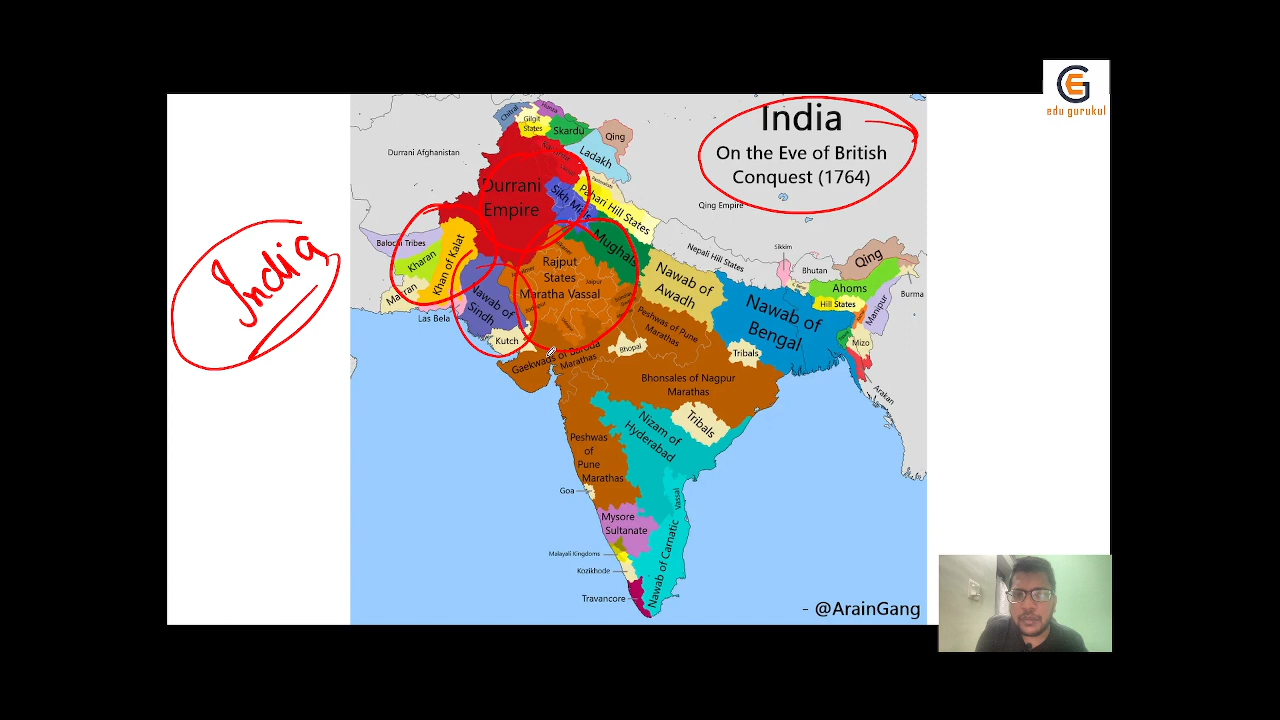 edu gurukul
India
On the Eve of British
Conquest (1764)
India
Chitral
Hunza
Gilgit
States
Skardu
Qing
Ladakh
Durrani Afghanistan
Durrani
Empire
Sikh Misls
Pahari Hill States
Qing Empire
Balochi Tribes
Kharan
Khan of Kalat
Makran
Las Bela
Nawab of
Sindh
Kutch
Rajput
States
Maratha Vassal
Jaipur
Mughals
Nepali Hill States
Sikkim
Bhutan
Qing
Nawab of
Awadh
Nawab of
Bengal
Ahoms
Hill States
Manipur
Burma
Mizo
Arakan
Tribals
Peshwas of Pune
Marathas
Bhopal
Gaekwads of Baroda
Marathas
Bhonsales of Nagpur
Marathas
Tribals
Nizam of
Hyderabad
Peshwas
of
Pune
Marathas
Goa
Mysore
Sultanate
Vassal
Nawab of Carnatic
Malayali Kingdoms
Kozikhode
Travancore
- @ArainGang